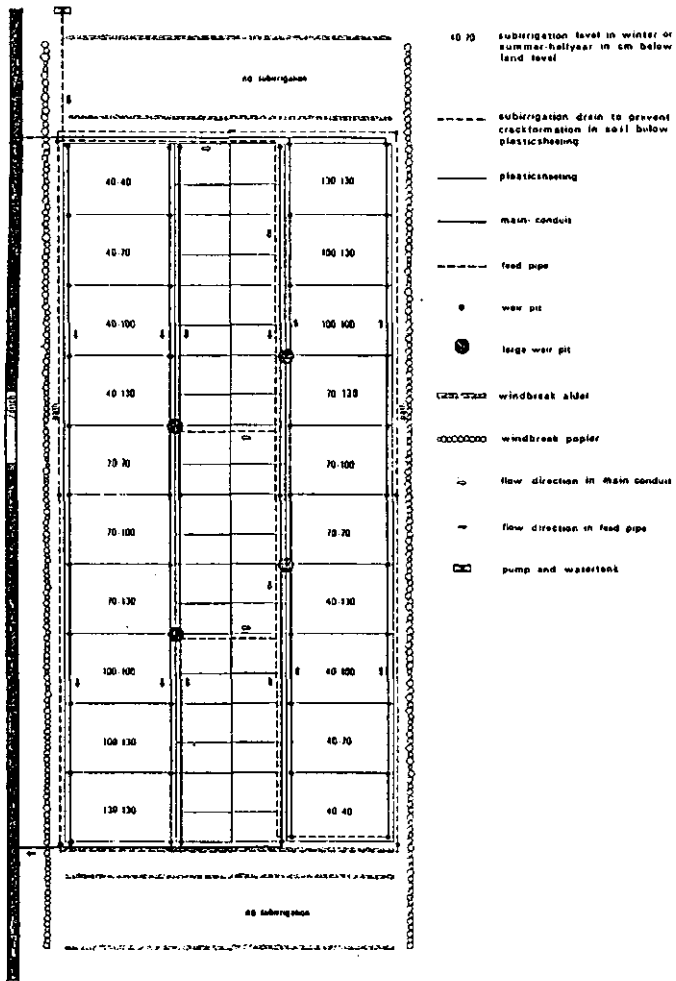 no subirrigation
40-40
40-70
40-100
40-130
70-70
70-100
70-130
100-100
100-130
130-130
130-130
100-130
100-100
70-130
70-100
70-70
40-130
40-100
40-70
40-40
no subirrigation
40-70 subirrigation level in winter or
summer-halfyear in cm below
land level
subirrigation drain to prevent
crackformation in soil below
plasticsheeting
plasticsheeting
main-conduit
feed pipe
weir pit
large weir pit
windbreak alder
windbreak popler
flow direction in main conduit
flow direction in feed pipe
pump and watertank